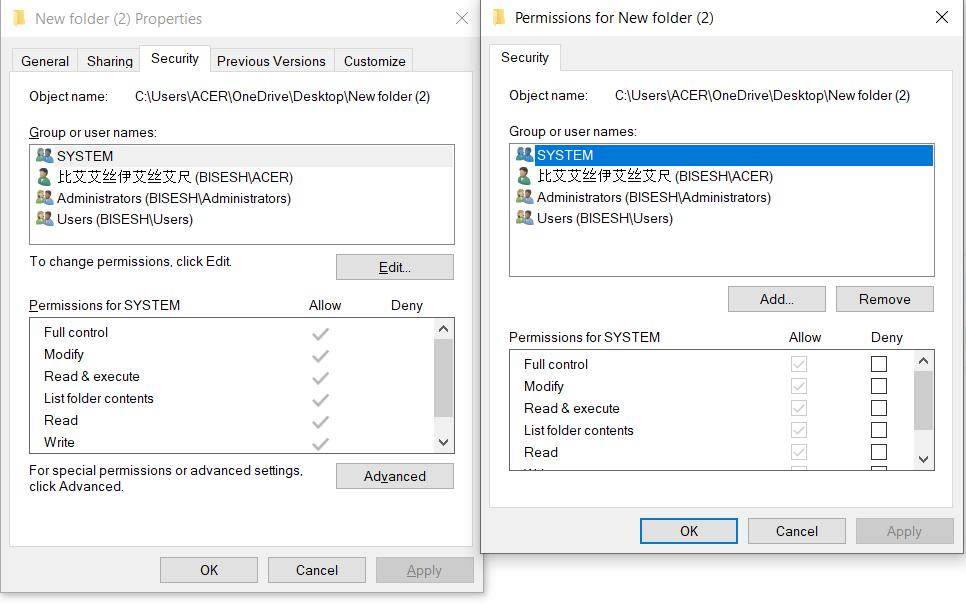 New folder (2) Properties
General Sharing Security Previous Versions Customize
Object name: C:\Users\ACER\OneDrive\Desktop\New folder (2)
Group or user names:
SYSTEM
比艾艾丝伊艾丝艾尺 (BISESH\ACER)
Administrators (BISESH\Administrators)
Users (BISESH\Users)
To change permissions, click Edit.
Edit...
Permissions for SYSTEM Allow Deny
Full control
Modify
Read & execute
List folder contents
Read
Write
For special permissions or advanced settings,
click Advanced.
Advanced
OK Cancel Apply
Permissions for New folder (2)
Security
Object name: C:\Users\ACER\OneDrive\Desktop\New folder (2)
Group or user names:
SYSTEM
比艾艾丝伊艾丝艾尺 (BISESH\ACER)
Administrators (BISESH\Administrators)
Users (BISESH\Users)
Add... Remove
Permissions for SYSTEM Allow Deny
Full control
Modify
Read & execute
List folder contents
Read
OK Cancel Apply